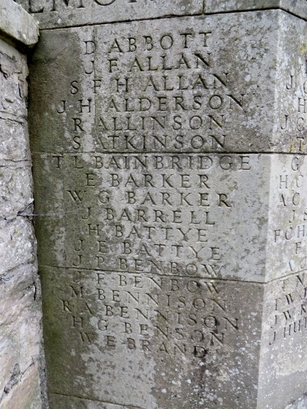 D ABBOTT
J F ALLAN
S F H ALLAN
J H ALDERSON
R ALLINSON
S ATKINSON
T L BAINBRIDGE
E BARKER
W G BARKER
J BARRELL
H BATTYE
J E BATTYE
J P BENBOW
F BENBOW
M BENNISON
R A BENNISON
H G BENSON
W E BRAND